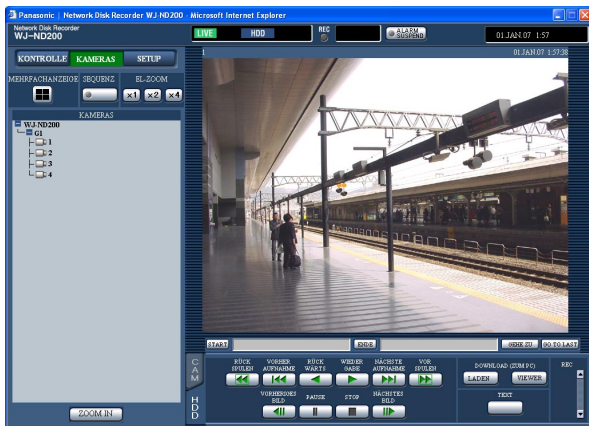 Panasonic | Network Disk Recorder WJ-ND200 - Microsoft Internet Explorer
Network Disk Recorder
WJ-ND200
LIVE HDD REC ALARM SUSPEND 01.JAN.07 1:57
KONTROLLE KAMERAS SETUP
1 01.JAN.07 1:57:38
MEHRFACHANZEIGE SEQUENZ EL-ZOOM
x1 x2 x4
KAMERAS
WJ-ND200
G1
1
2
3
4
ZOOM IN
START ENDE GEHE ZU GO TO LAST
CAM
RÜCK SPULEN VORHER AUFNAHME RÜCK WÄRTS WIEDER GABE NÄCHSTE AUFNAHME VOR SPULEN
DOWNLOAD (ZUM PC) REC
LADEN VIEWER
HDD
VORHERIGES BILD PAUSE STOP NÄCHSTES BILD
TEXT